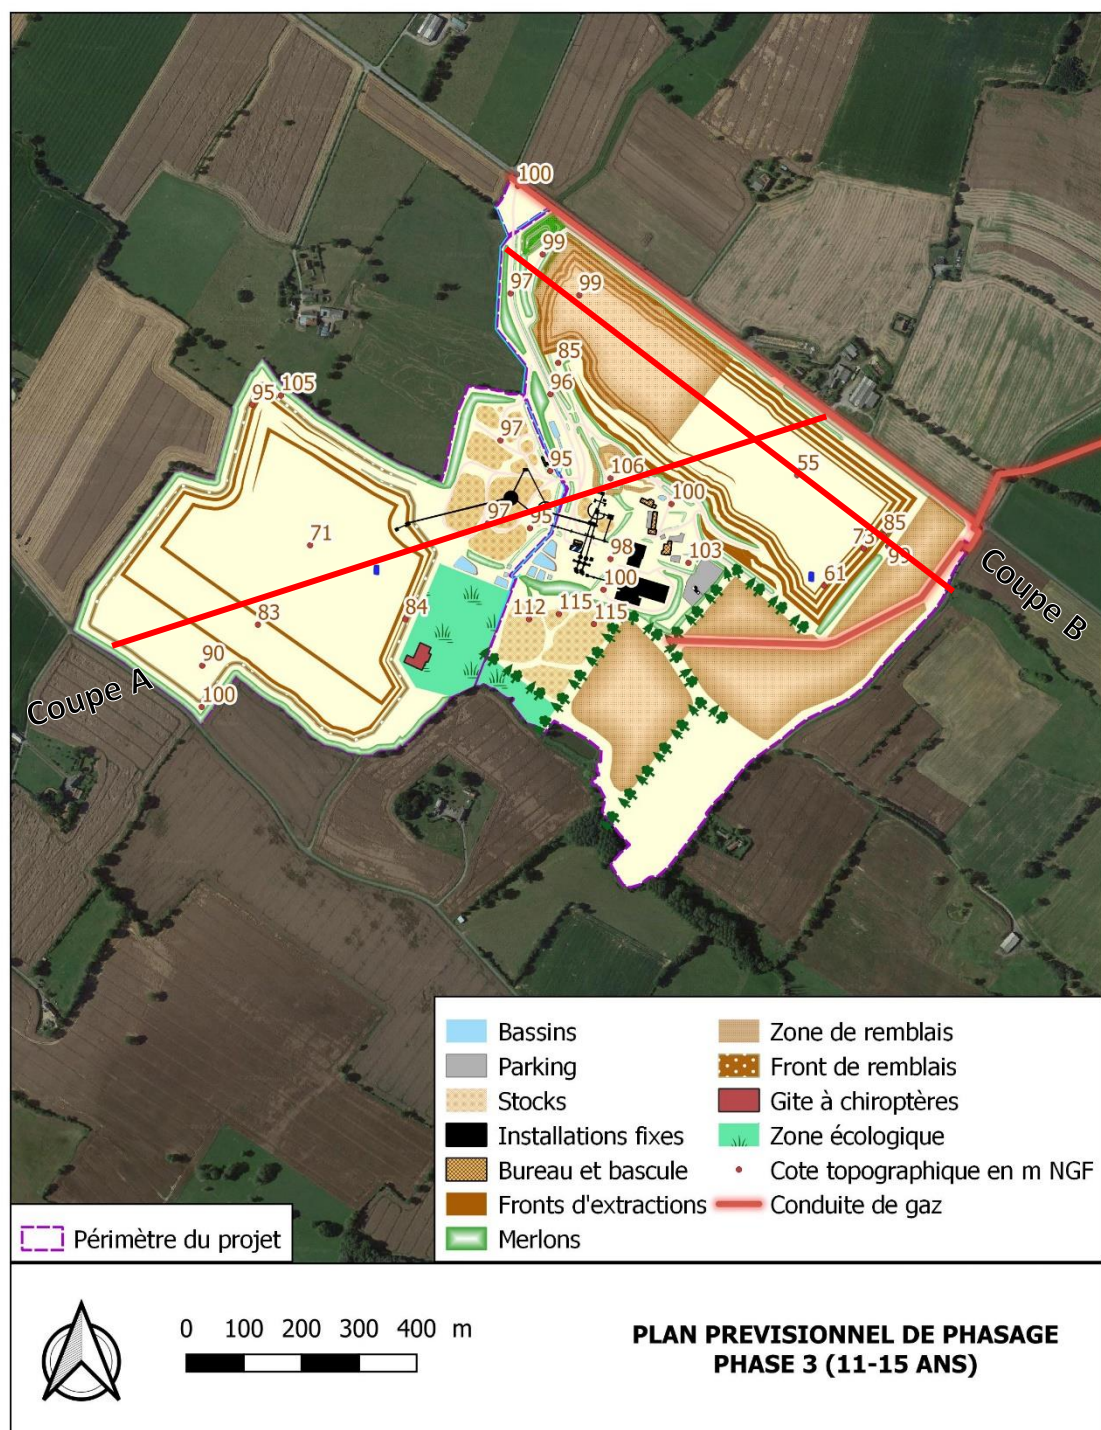 100
99
97
99
85
96
105
95
97
95
106
100
55
97
95
71
98
103
85
73
99
61
100
83
84
112
115
115
90
100
Coupe A
Coupe B
Bassins
Parking
Stocks
Installations fixes
Bureau et bascule
Fronts d'extractions
Merlons
Zone de remblais
Front de remblais
Gite à chiroptères
Zone écologique
Cote topographique en m NGF
Conduite de gaz
Périmètre du projet
0 100 200 300 400 m
PLAN PREVISIONNEL DE PHASAGE
PHASE 3 (11-15 ANS)